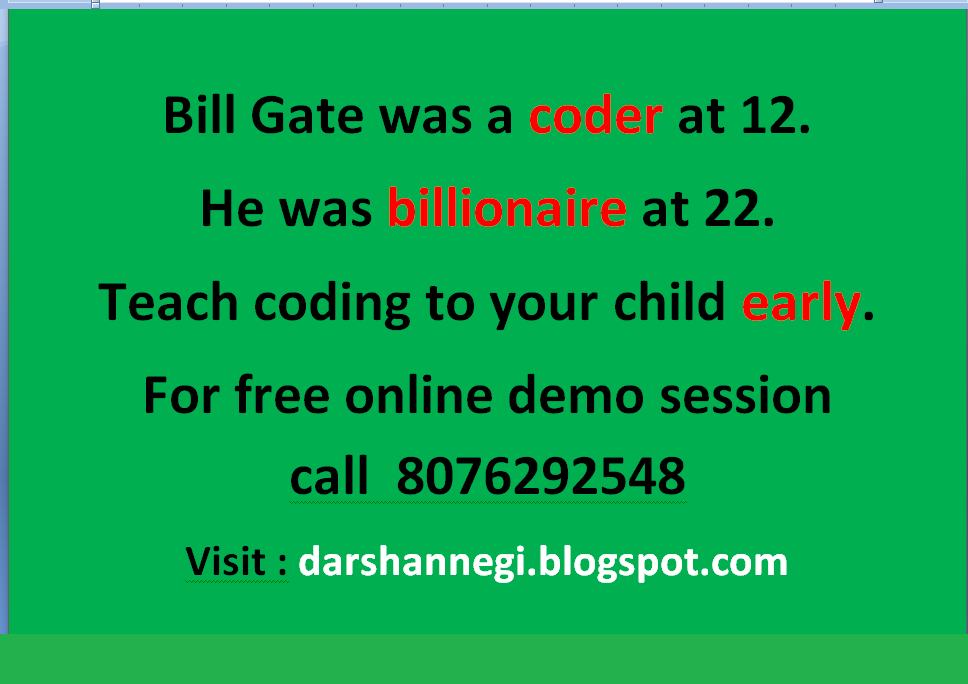 Bill Gate was a coder at 12.
He was billionaire at 22.
Teach coding to your child early.
For free online demo session
call  8076292548
Visit : darshannegi.blogspot.com